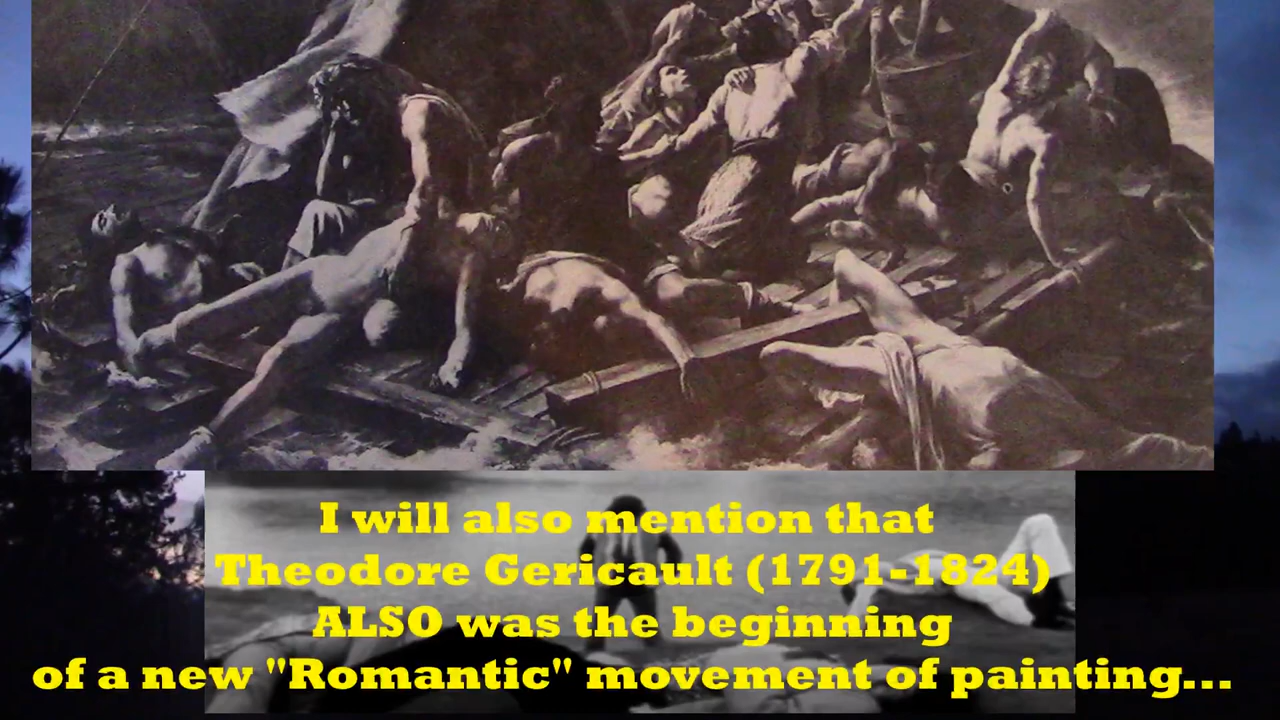 I will also mention that
Theodore Gericault (1791-1824)
ALSO was the beginning
of a new "Romantic" movement of painting...